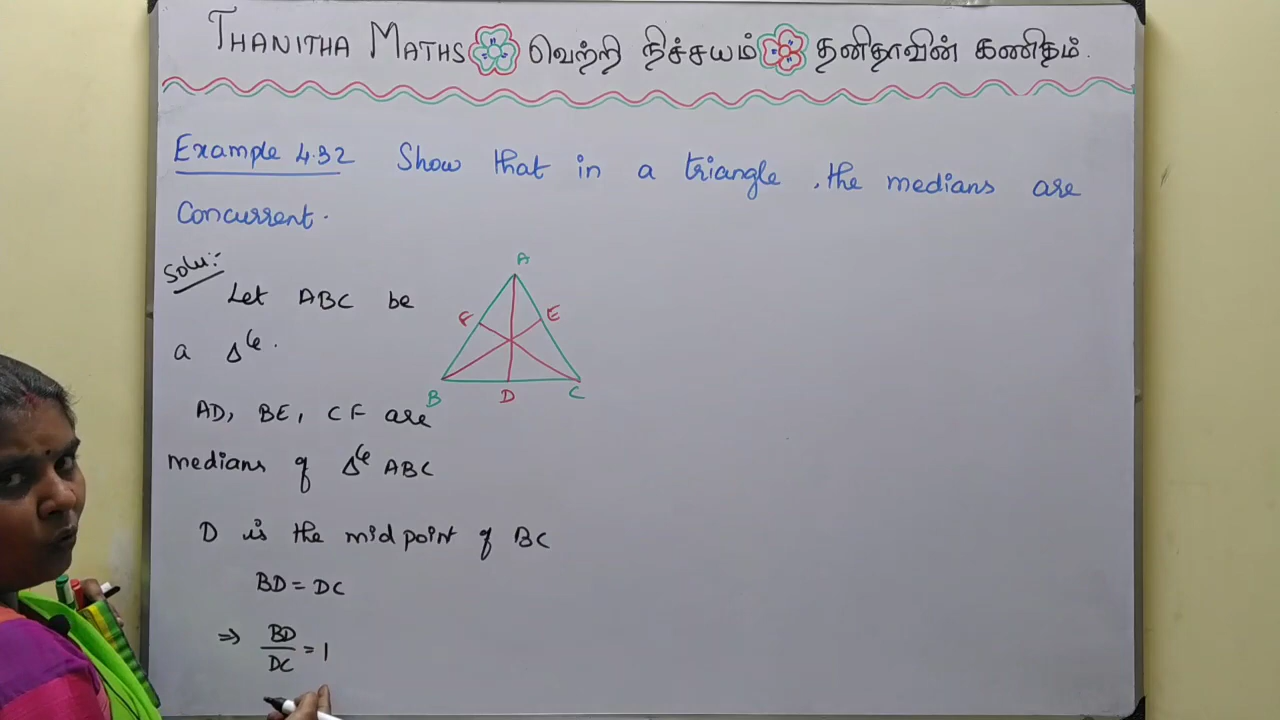 THANITHA MATHS வெற்றி நிச்சயம் தனிதாவின் கணிதம்.
Example 4.32 Show that in a triangle, the medians are
Concurrent.
Solu:-
Let ABC be
a Δle.
AD, BE, CF are
medians of Δle ABC
D is the midpoint of BC
BD = DC
⇒ BD/DC = 1
A
F E
B D C